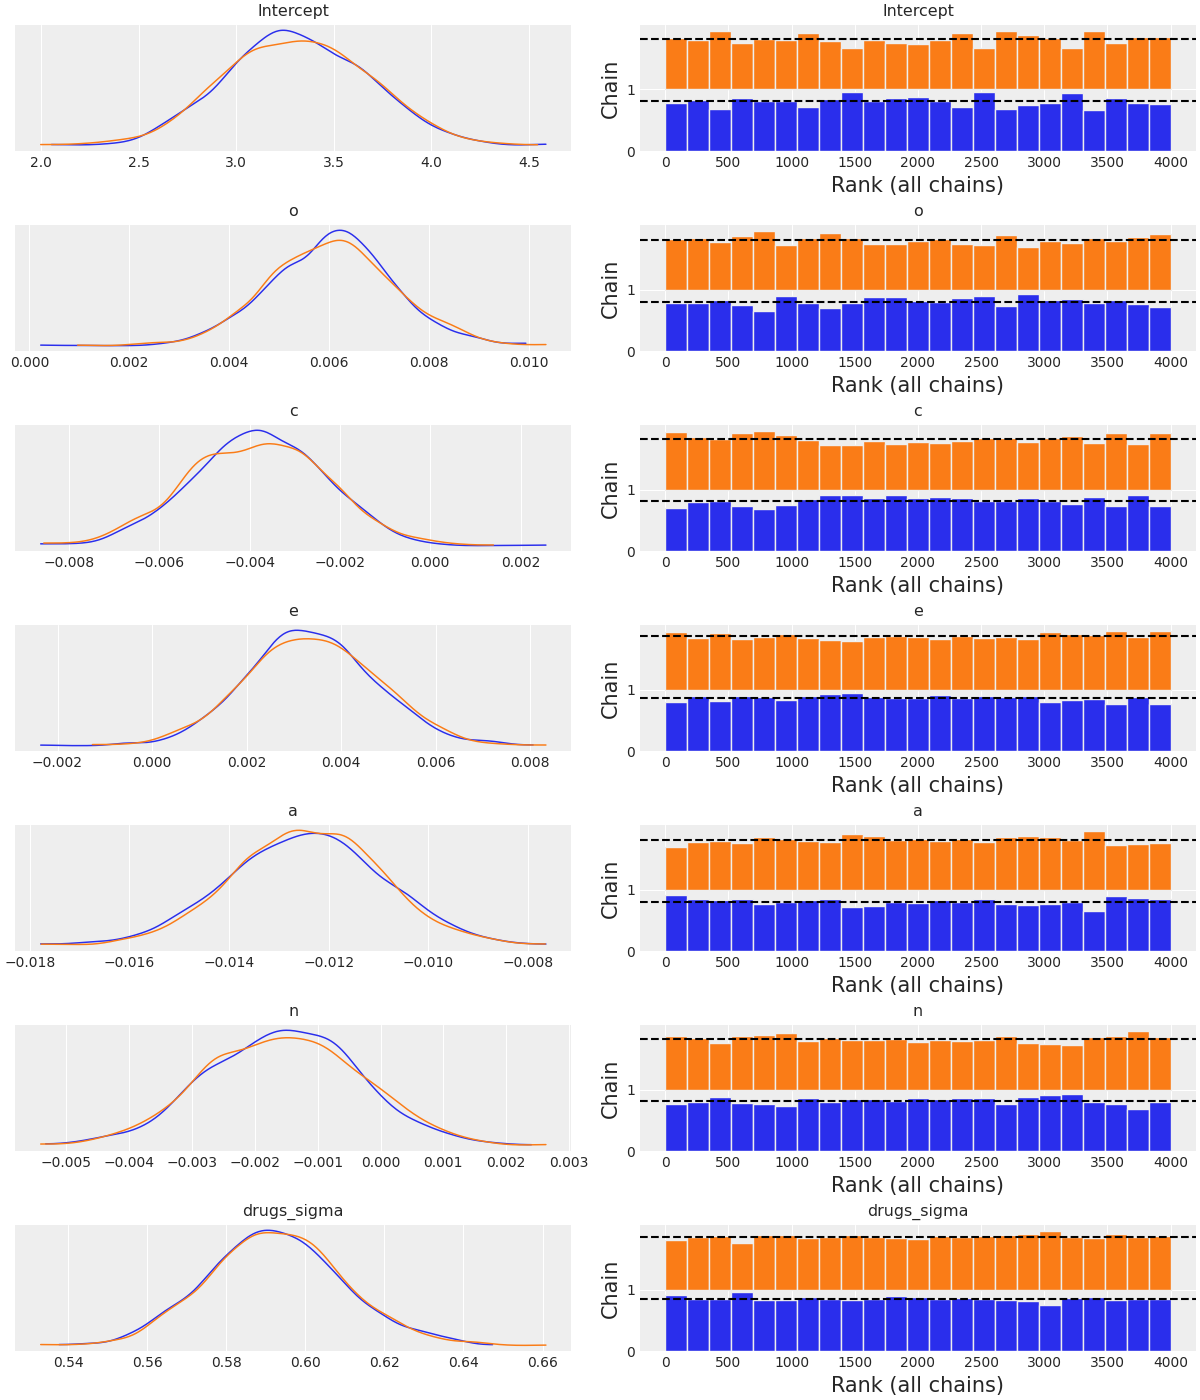 Intercept
Intercept
Chain
1
0
2.0 2.5 3.0 3.5 4.0 4.5
0 500 1000 1500 2000 2500 3000 3500 4000
Rank (all chains)
o
o
Chain
1
0
0.000 0.002 0.004 0.006 0.008 0.010
0 500 1000 1500 2000 2500 3000 3500 4000
Rank (all chains)
c
c
Chain
1
0
−0.008 −0.006 −0.004 −0.002 0.000 0.002
0 500 1000 1500 2000 2500 3000 3500 4000
Rank (all chains)
e
e
Chain
1
0
−0.002 0.000 0.002 0.004 0.006 0.008
0 500 1000 1500 2000 2500 3000 3500 4000
Rank (all chains)
a
a
Chain
1
0
−0.018 −0.016 −0.014 −0.012 −0.010 −0.008
0 500 1000 1500 2000 2500 3000 3500 4000
Rank (all chains)
n
n
Chain
1
0
−0.005 −0.004 −0.003 −0.002 −0.001 0.000 0.001 0.002 0.003
0 500 1000 1500 2000 2500 3000 3500 4000
Rank (all chains)
drugs_sigma
drugs_sigma
Chain
1
0
0.54 0.56 0.58 0.60 0.62 0.64 0.66
0 500 1000 1500 2000 2500 3000 3500 4000
Rank (all chains)